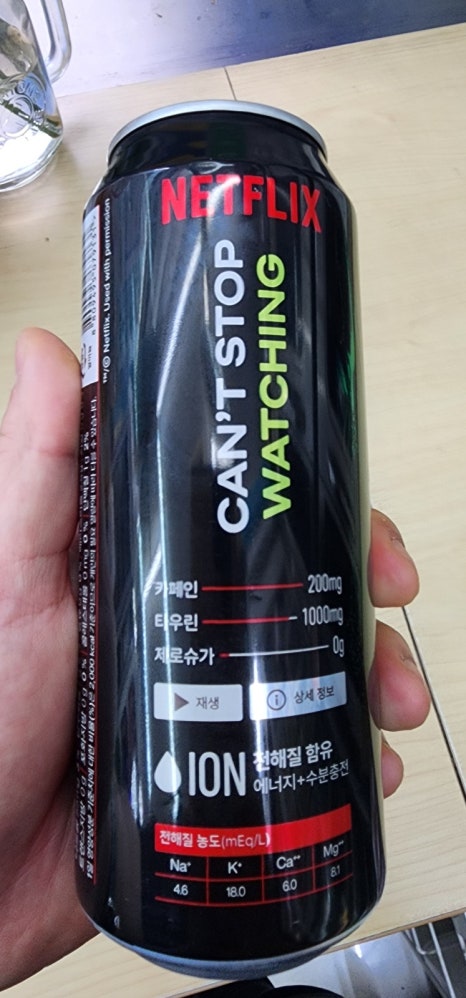 NETFLIX
CAN'T STOP
WATCHING
TM/© Netflix. Used with permission
카페인 200mg
타우린 1000mg
제로슈가 0g
재생
상세 정보
ION 전해질 함유
에너지+수분충전
전해질 농도(mEq/L)
Na⁺ K⁺ Ca⁺⁺ Mg⁺⁺
4.6 18.0 6.0 8.1